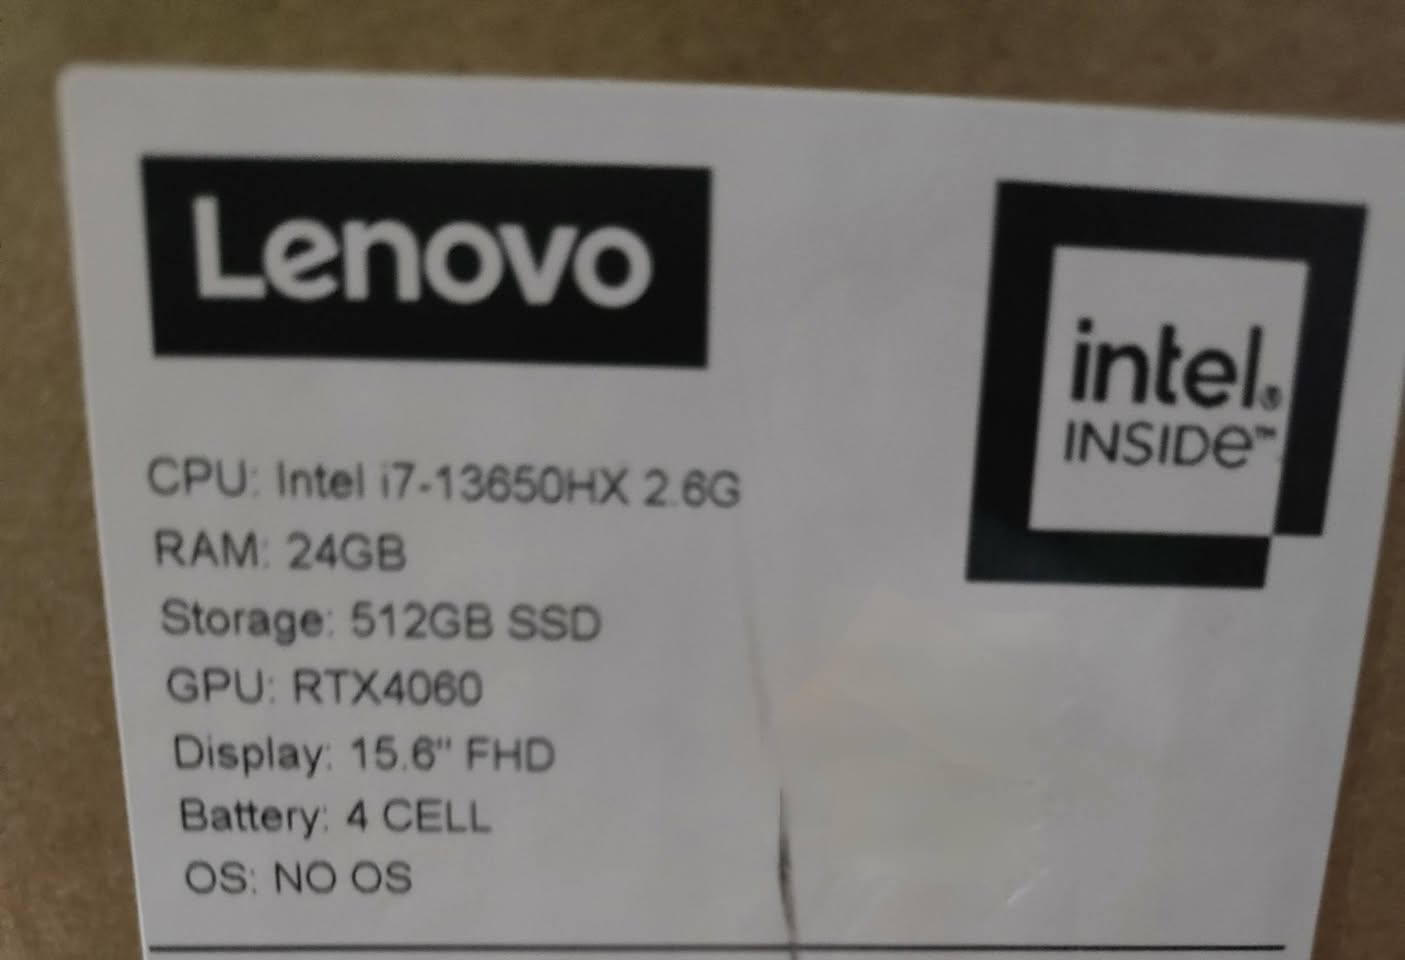 Lenovo
intel®
INSIDe™
CPU: Intel i7-13650HX 2.6G
RAM: 24GB
Storage: 512GB SSD
GPU: RTX4060
Display: 15.6" FHD
Battery: 4 CELL
OS: NO OS